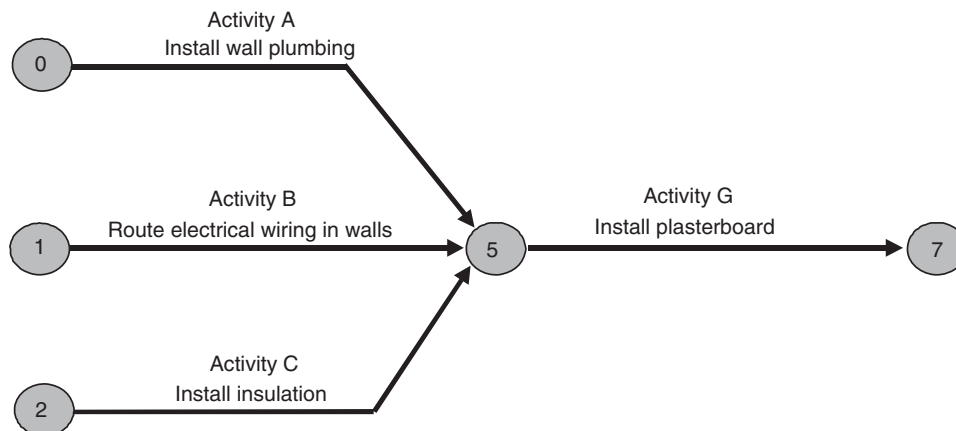 Activity A
Install wall plumbing
0
Activity B
Route electrical wiring in walls
1
5
Activity G
Install plasterboard
7
Activity C
Install insulation
2